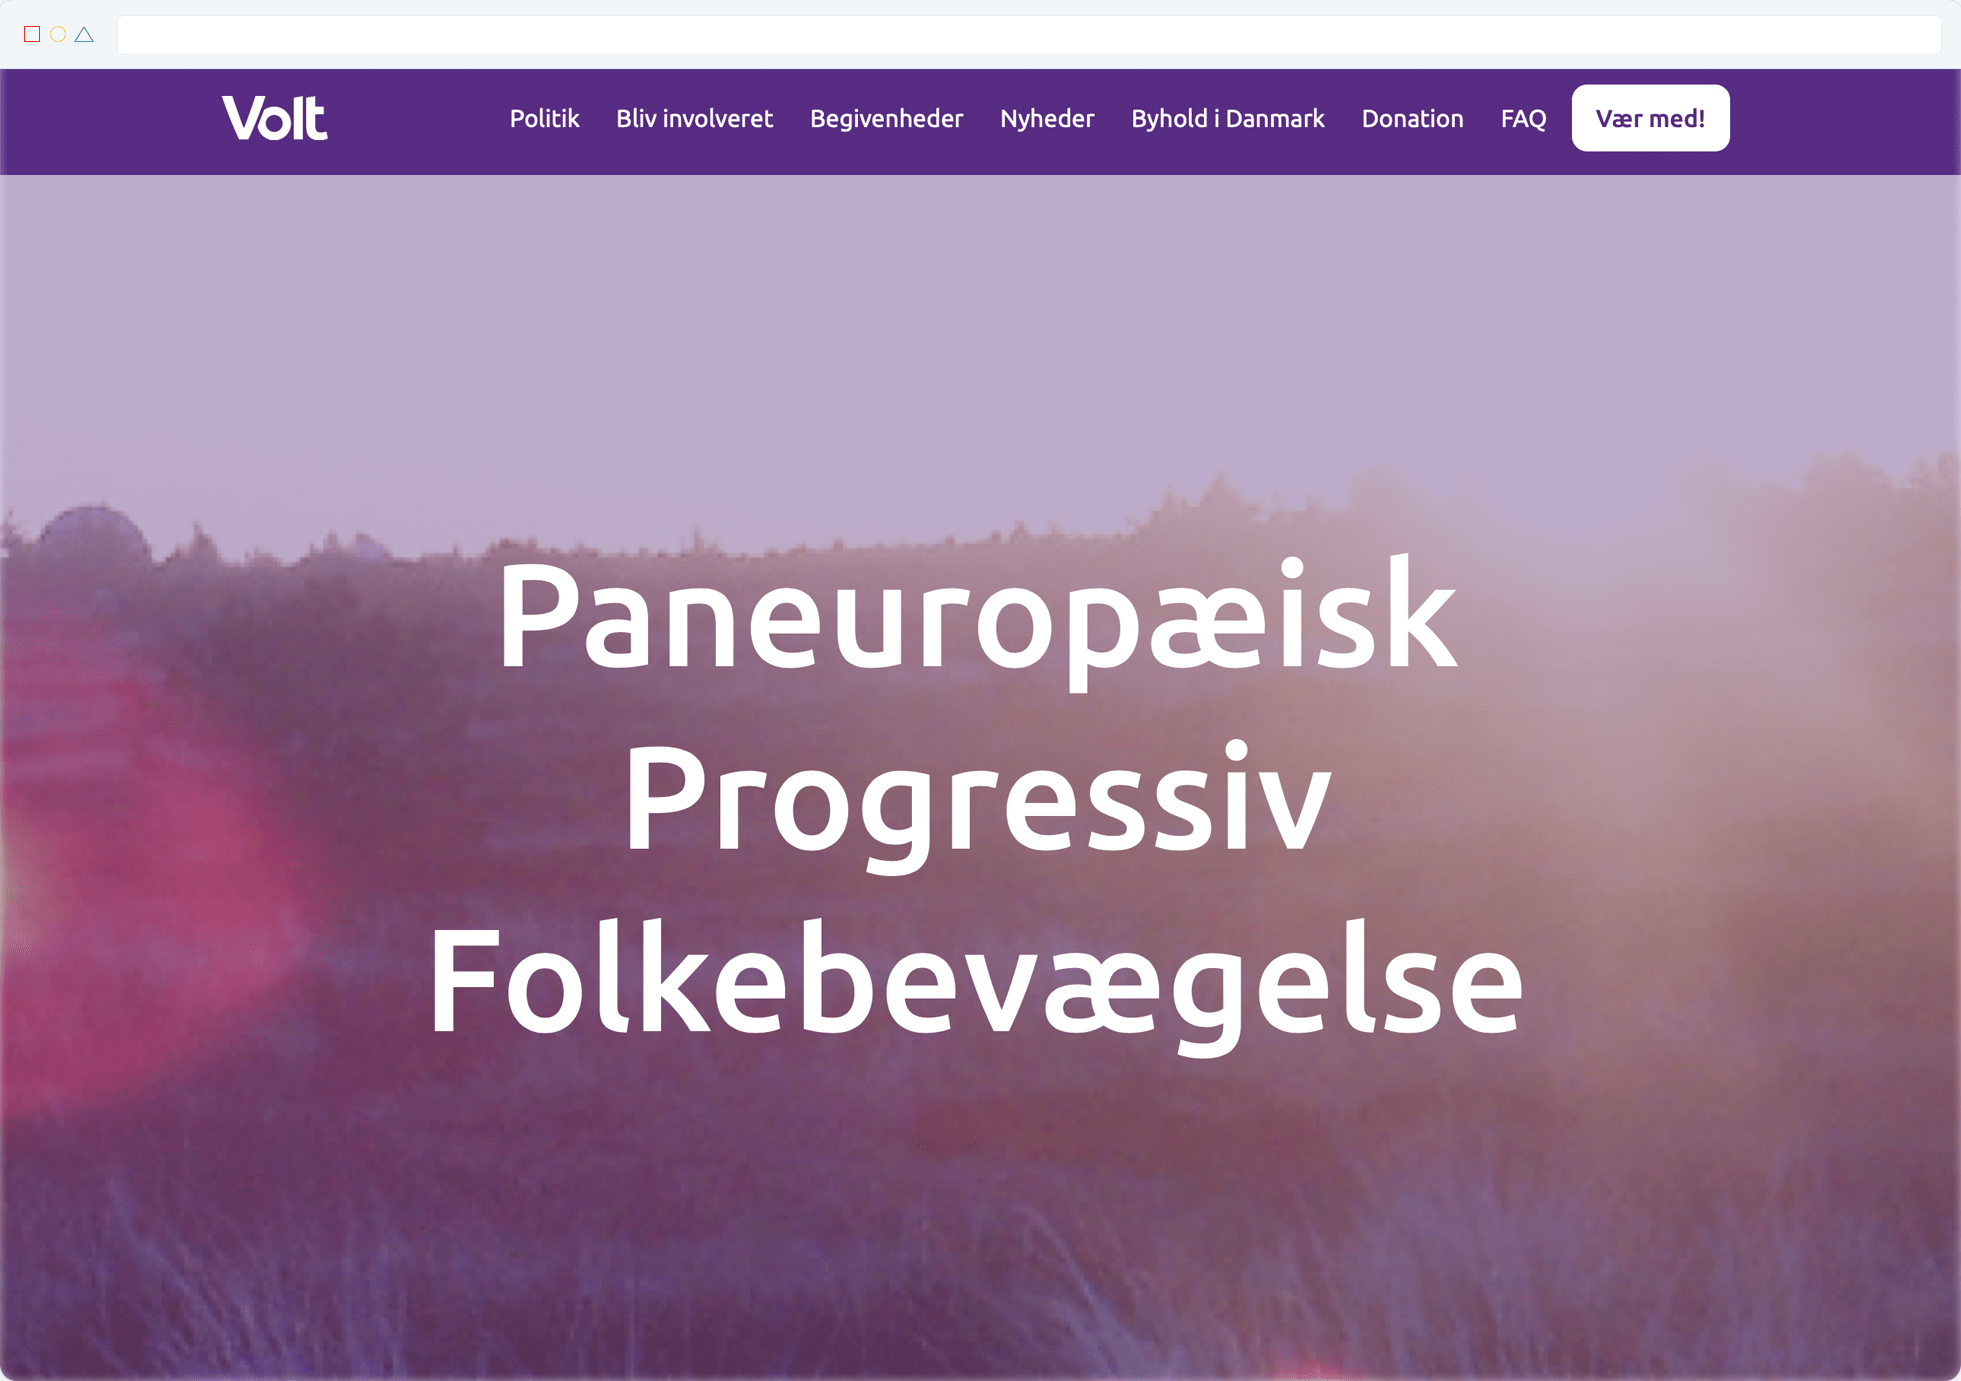 Volt
Politik
Bliv involveret
Begivenheder
Nyheder
Byhold i Danmark
Donation
FAQ
Vær med!
Paneuropæisk
Progressiv
Folkebevægelse